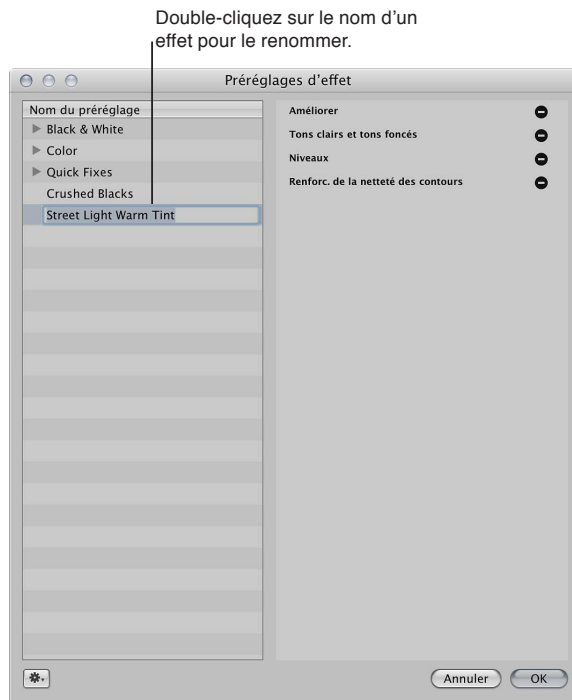 Double-cliquez sur le nom d'un
effet pour le renommer.
Préréglages d'effet
Nom du préréglage
Black & White
Color
Quick Fixes
Crushed Blacks
Street Light Warm Tint
Améliorer
Tons clairs et tons foncés
Niveaux
Renforc. de la netteté des contours
Annuler
OK